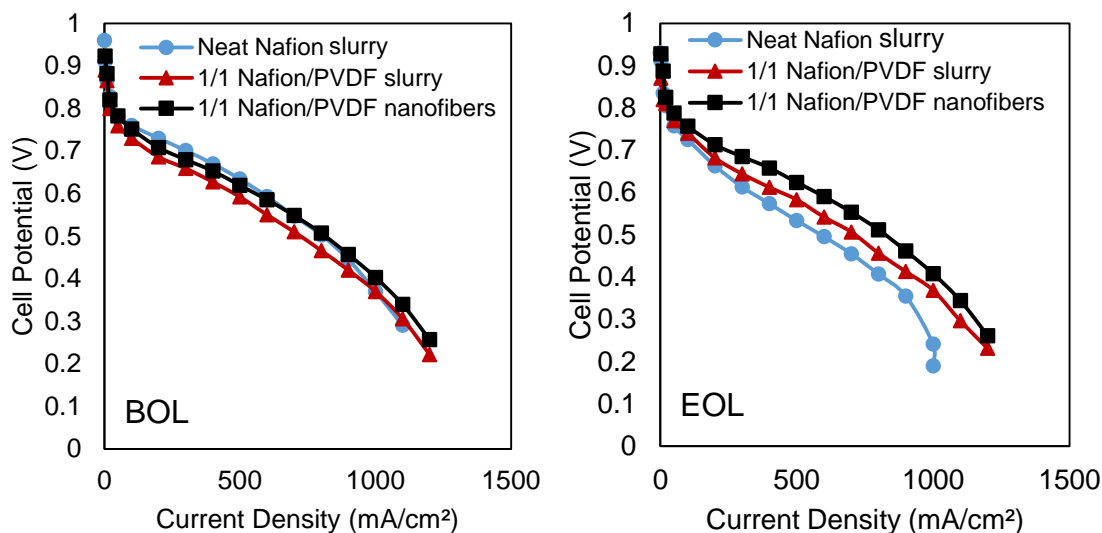 Cell Potential (V)
1
0.9
0.8
0.7
0.6
0.5
0.4
0.3
0.2
0.1
0
Neat Nafion slurry
1/1 Nafion/PVDF slurry
1/1 Nafion/PVDF nanofibers
BOL
0 500 1000 1500
Current Density (mA/cm²)
Cell Potential (V)
1
0.9
0.8
0.7
0.6
0.5
0.4
0.3
0.2
0.1
0
Neat Nafion slurry
1/1 Nafion/PVDF slurry
1/1 Nafion/PVDF nanofibers
EOL
0 500 1000 1500
Current Density (mA/cm²)